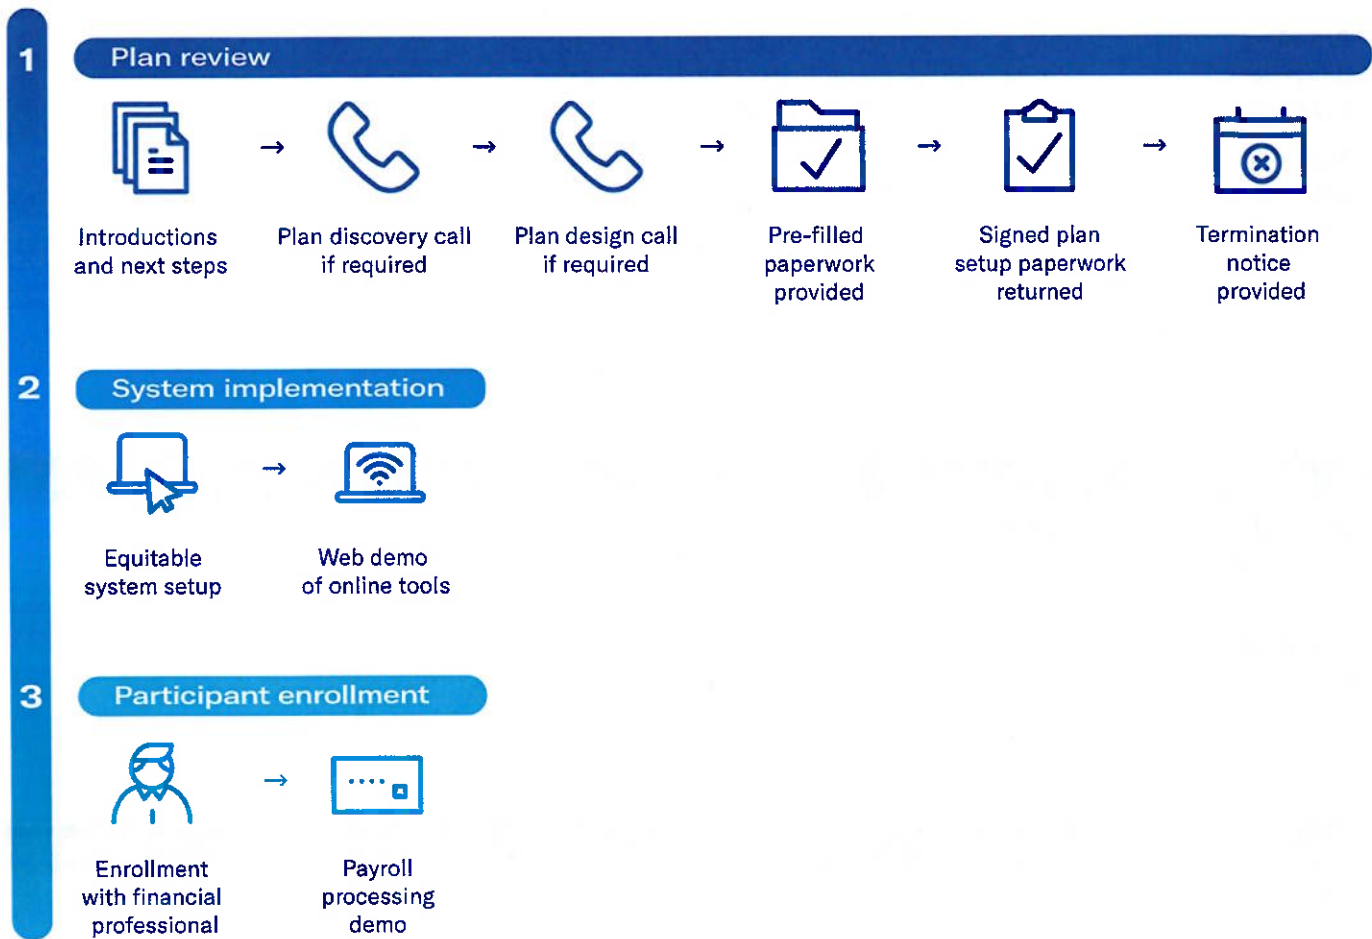 1
Plan review
Introductions
and next steps
Plan discovery call
if required
Plan design call
if required
Pre-filled
paperwork
provided
Signed plan
setup paperwork
returned
Termination
notice
provided
2
System implementation
Equitable
system setup
Web demo
of online tools
3
Participant enrollment
Enrollment
with financial
professional
Payroll
processing
demo